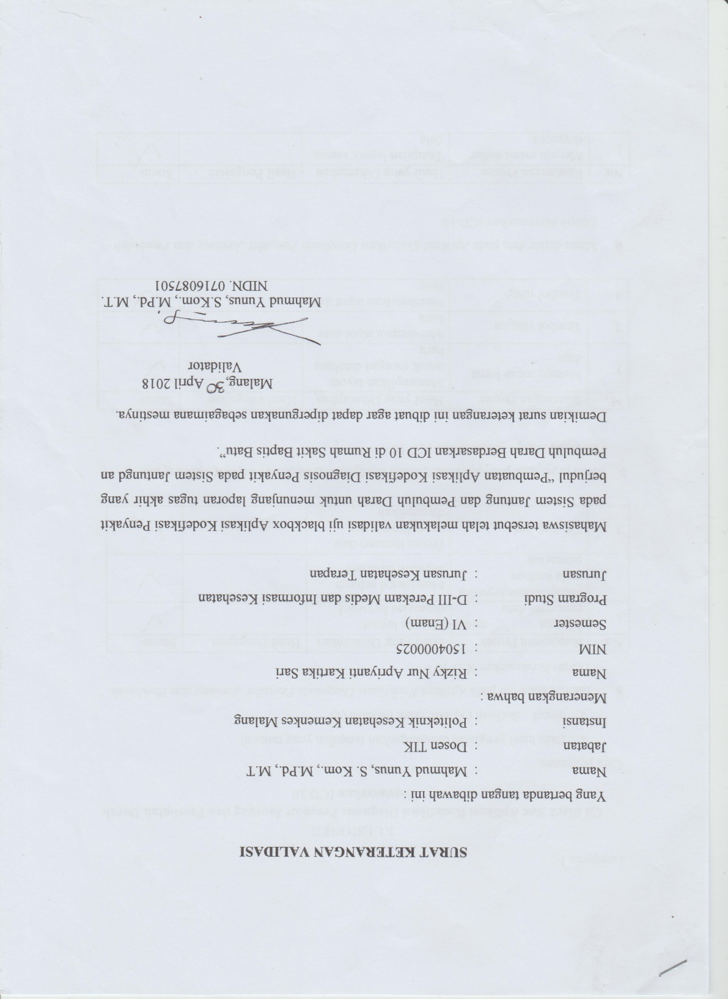 SURAT KETERANGAN VALIDASI
Yang bertanda tangan dibawah ini :
Nama : Mahmud Yunus, S. Kom., M.Pd., M.T
Jabatan : Dosen TIK
Instansi : Politeknik Kesehatan Kemenkes Malang
Menerangkan bahwa :
Nama : Rizky Nur Apriyanti Kartika Sari
NIM : 1504000025
Semester : VI (Enam)
Program Studi : D-III Perekam Medis dan Informasi Kesehatan
Jurusan : Jurusan Kesehatan Terapan
Mahasiswa tersebut telah melakukan validasi uji blackbox Aplikasi Kodefikasi Penyakit
pada Sistem Jantung dan Pembuluh Darah untuk menunjang laporan tugas akhir yang
berjudul “Pembuatan Aplikasi Kodefikasi Diagnosis Penyakit pada Sistem Jantungd an
Pembuluh Darah Berdasarkan ICD 10 di Rumah Sakit Baptis Batu”.
Demikian surat keterangan ini dibuat agar dapat dipergunakan sebagaimana mestinya.
Malang, 30 April 2018
Validator
Mahmud Yunus, S.Kom., M.Pd., M.T.
NIDN. 0716087501